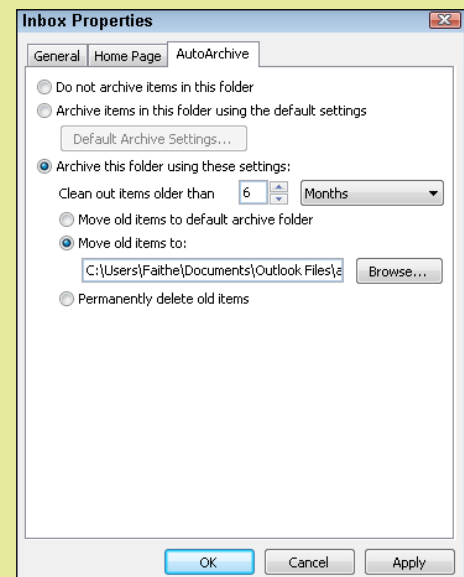 Inbox Properties
General Home Page AutoArchive
Do not archive items in this folder
Archive items in this folder using the default settings
Default Archive Settings...
Archive this folder using these settings:
Clean out items older than 6 Months
Move old items to default archive folder
Move old items to:
C:\Users\Faithe\Documents\Outlook Files\a Browse...
Permanently delete old items
OK Cancel Apply